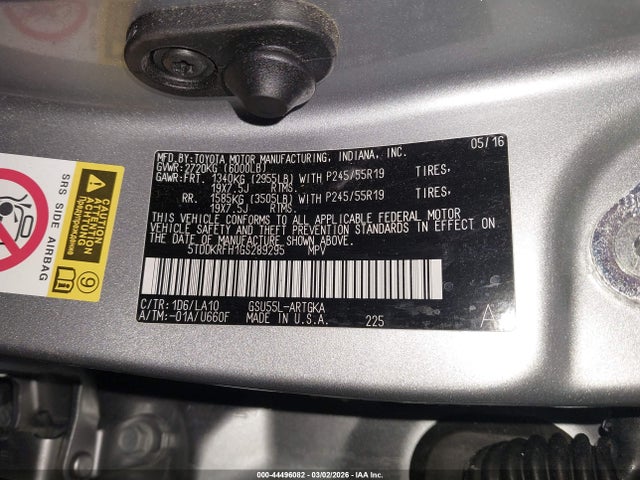 05/16
MFD.BY:TOYOTA MOTOR MANUFACTURING, INDIANA, INC.
GVWR:2720KG (6000LB)
GAWR:FRT. 1340KG (2955LB) WITH P245/55R19 TIRES,
19X7.5J RTMS.
RR. 1585KG (3505LB) WITH P245/55R19 TIRES,
19X7.5J RTMS.
THIS VEHICLE CONFORMS TO ALL APPLICABLE FEDERAL MOTOR
VEHICLE SAFETY AND THEFT PREVENTION STANDARDS IN EFFECT ON
THE DATE OF MANUFACTURE SHOWN ABOVE.
5TDDKRFH1GS289295 MPV
C/TR:1D6/LA10 GSU55L-ARTGKA
A/TM:-01A/U660F MADE IN U.S.A. 225 A
SRS SIDE AIRBAG
9
000-44496082 - 03/02/2026 - IAA Inc.